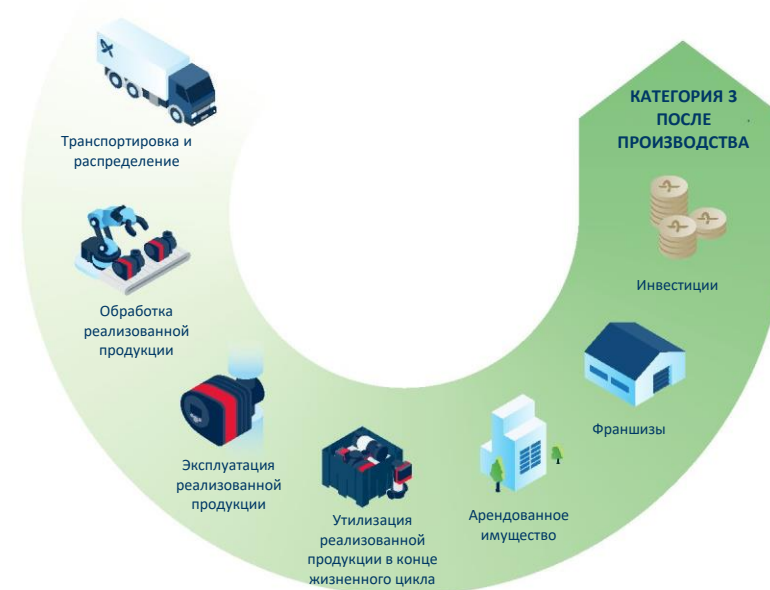 Транспортировка и
распределение
Обработка
реализованной
продукции
Эксплуатация
реализованной
продукции
Утилизация
реализованной
продукции в конце
жизненного цикла
Арендованное
имущество
Франшизы
Инвестиции
КАТЕГОРИЯ 3
ПОСЛЕ
ПРОИЗВОДСТВА